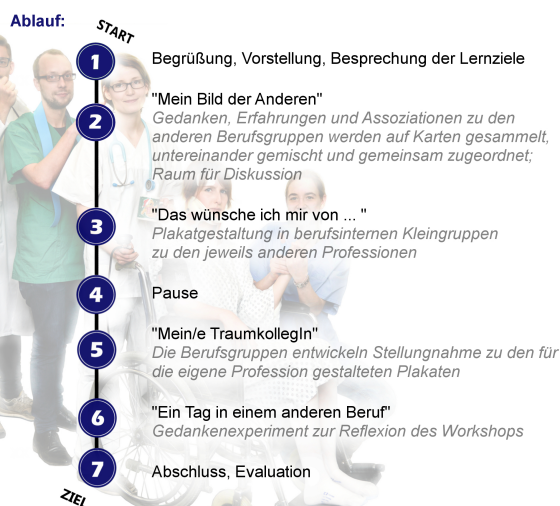 Ablauf:
START
1
Begrüßung, Vorstellung, Besprechung der Lernziele
2
"Mein Bild der Anderen"
Gedanken, Erfahrungen und Assoziationen zu den
anderen Berufsgruppen werden auf Karten gesammelt,
untereinander gemischt und gemeinsam zugeordnet;
Raum für Diskussion
3
"Das wünsche ich mir von ... "
Plakatgestaltung in berufsinternen Kleingruppen
zu den jeweils anderen Professionen
4
Pause
5
"Mein/e TraumkollegIn"
Die Berufsgruppen entwickeln Stellungnahme zu den für
die eigene Profession gestalteten Plakaten
6
"Ein Tag in einem anderen Beruf"
Gedankenexperiment zur Reflexion des Workshops
7
Abschluss, Evaluation
ZIEL